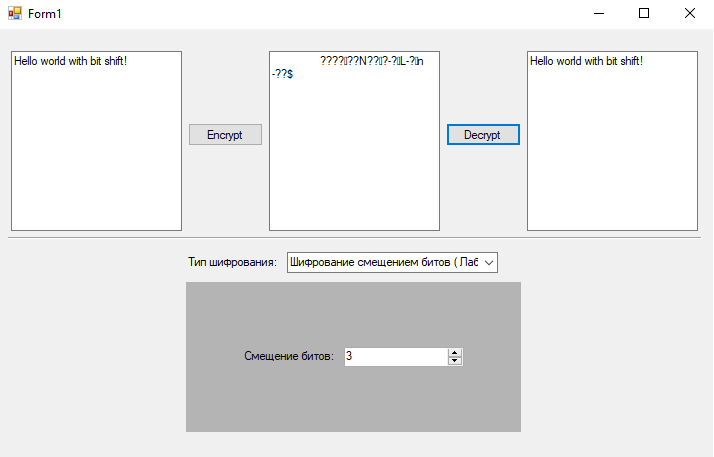 Form1
Hello world with bit shift!
Encrypt
????▯??N??▯?-?▯L-?▯n
-??$
Decrypt
Hello world with bit shift!
Тип шифрования:
Шифрование смещением битов ( Лаб
Смещение битов:
3